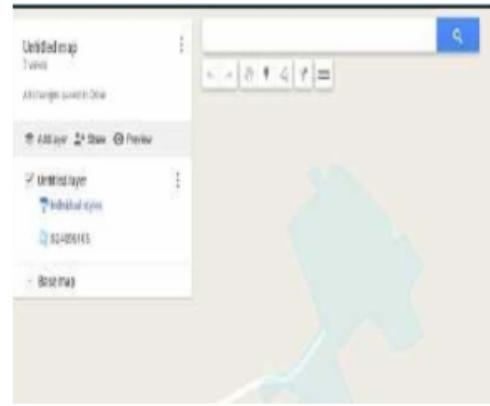 Untitled map
All changes saved in Drive
Add layer Share Preview
Untitled layer
Individual styles
Base map